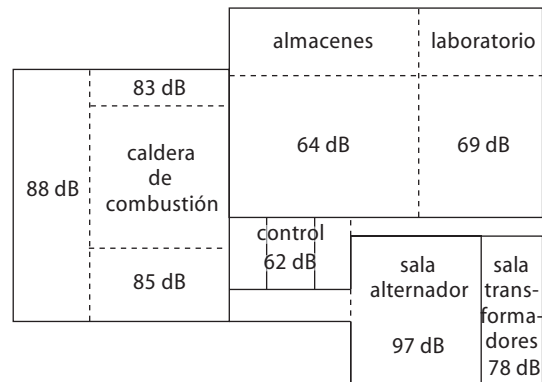 almacenes
laboratorio
83 dB
caldera
de
combustión
88 dB
85 dB
64 dB
69 dB
control
62 dB
sala
alternador
97 dB
sala
trans-
forma-
dores
78 dB